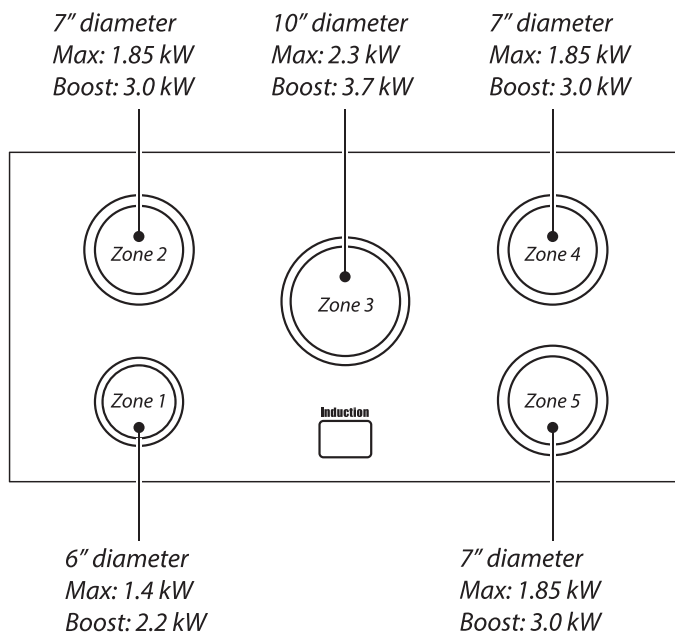 7” diameter
Max: 1.85 kW
Boost: 3.0 kW
10” diameter
Max: 2.3 kW
Boost: 3.7 kW
7” diameter
Max: 1.85 kW
Boost: 3.0 kW
Zone 2
Zone 4
Zone 3
Zone 1
Zone 5
Induction
6” diameter
Max: 1.4 kW
Boost: 2.2 kW
7” diameter
Max: 1.85 kW
Boost: 3.0 kW